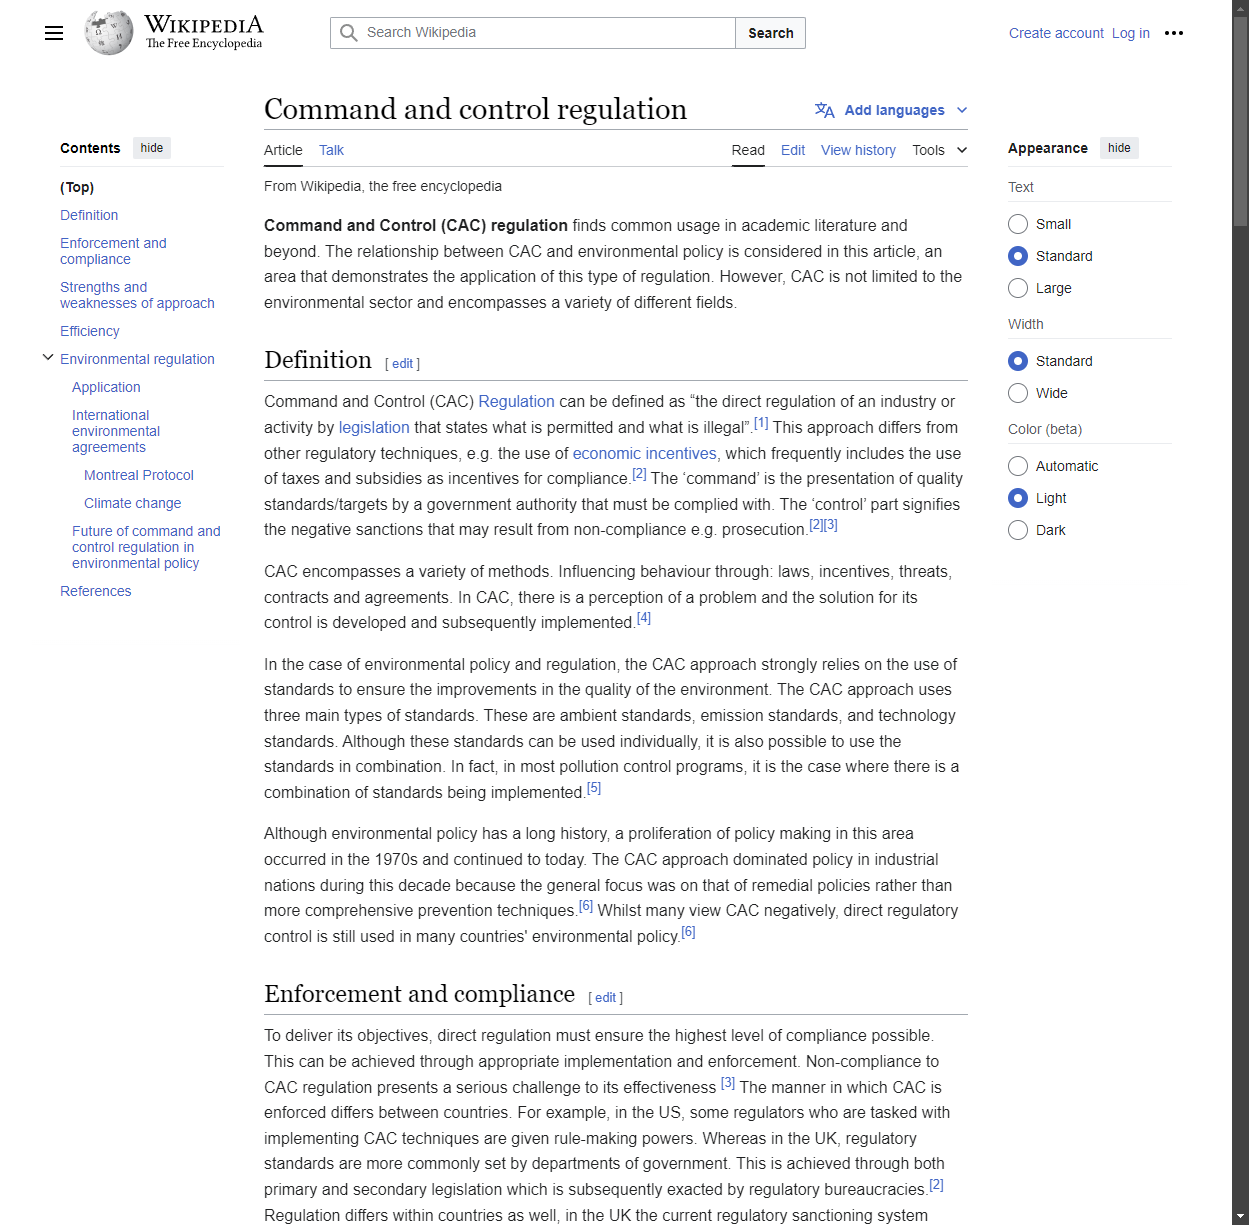 WIKIPEDIA
The Free Encyclopedia
Search Wikipedia
Search
Create account
Log in
Contents
hide
(Top)
Definition
Enforcement and
compliance
Strengths and
weaknesses of approach
Efficiency
Environmental regulation
Application
International
environmental
agreements
Montreal Protocol
Climate change
Future of command and
control regulation in
environmental policy
References
Command and control regulation
Add languages
Article
Talk
Read
Edit
View history
Tools
From Wikipedia, the free encyclopedia
Command and Control (CAC) regulation finds common usage in academic literature and
beyond. The relationship between CAC and environmental policy is considered in this article, an
area that demonstrates the application of this type of regulation. However, CAC is not limited to the
environmental sector and encompasses a variety of different fields.
Definition [ edit ]
Command and Control (CAC) Regulation can be defined as “the direct regulation of an industry or
activity by legislation that states what is permitted and what is illegal”.[1] This approach differs from
other regulatory techniques, e.g. the use of economic incentives, which frequently includes the use
of taxes and subsidies as incentives for compliance.[2] The ‘command’ is the presentation of quality
standards/targets by a government authority that must be complied with. The ‘control’ part signifies
the negative sanctions that may result from non-compliance e.g. prosecution.[2][3]
CAC encompasses a variety of methods. Influencing behaviour through: laws, incentives, threats,
contracts and agreements. In CAC, there is a perception of a problem and the solution for its
control is developed and subsequently implemented.[4]
In the case of environmental policy and regulation, the CAC approach strongly relies on the use of
standards to ensure the improvements in the quality of the environment. The CAC approach uses
three main types of standards. These are ambient standards, emission standards, and technology
standards. Although these standards can be used individually, it is also possible to use the
standards in combination. In fact, in most pollution control programs, it is the case where there is a
combination of standards being implemented.[5]
Although environmental policy has a long history, a proliferation of policy making in this area
occurred in the 1970s and continued to today. The CAC approach dominated policy in industrial
nations during this decade because the general focus was on that of remedial policies rather than
more comprehensive prevention techniques.[6] Whilst many view CAC negatively, direct regulatory
control is still used in many countries' environmental policy.[6]
Enforcement and compliance [ edit ]
To deliver its objectives, direct regulation must ensure the highest level of compliance possible.
This can be achieved through appropriate implementation and enforcement. Non-compliance to
CAC regulation presents a serious challenge to its effectiveness [3] The manner in which CAC is
enforced differs between countries. For example, in the US, some regulators who are tasked with
implementing CAC techniques are given rule-making powers. Whereas in the UK, regulatory
standards are more commonly set by departments of government. This is achieved through both
primary and secondary legislation which is subsequently exacted by regulatory bureaucracies.[2]
Regulation differs within countries as well, in the UK the current regulatory sanctioning system
Appearance
hide
Text
Small
Standard
Large
Width
Standard
Wide
Color (beta)
Automatic
Light
Dark